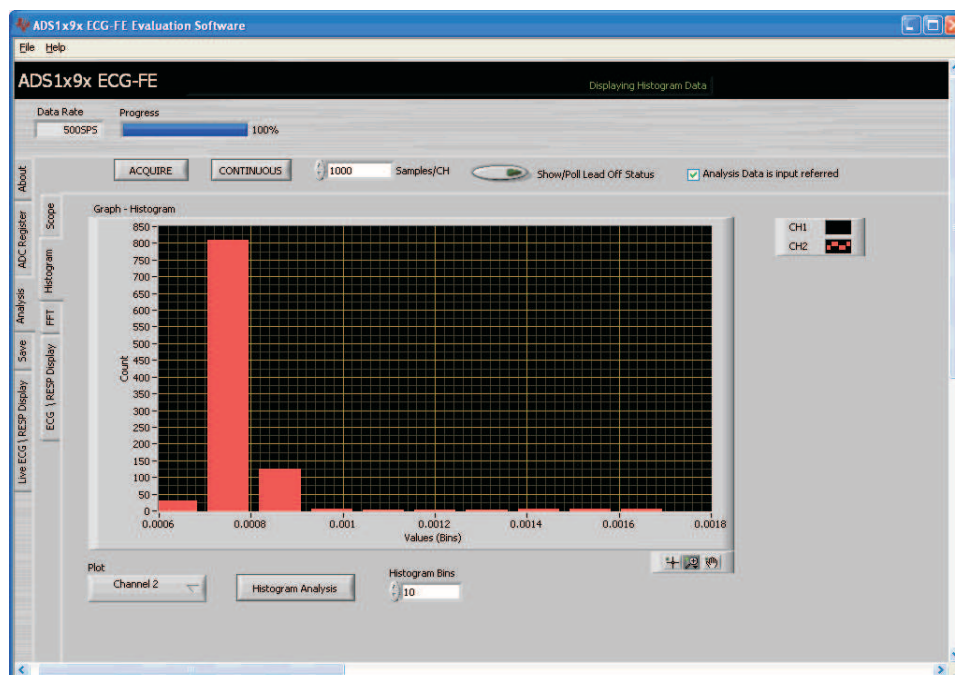 ADS1x9x ECG-FE Evaluation Software
File Help
ADS1x9x ECG-FE
Displaying Histogram Data
Data Rate
Progress
500SPS
100%
ACQUIRE
CONTINUOUS
1000
Samples/CH
Show/Poll Lead Off Status
Analysis Data is input referred
About
ADC Register
Analysis
Save
Live ECG \ RESP Display
Scope
Histogram
FFT
ECG \ RESP Display
Graph - Histogram
CH1
CH2
850
800
750
700
650
600
550
500
450
400
350
300
250
200
150
100
50
0
Count
0.0006 0.0008 0.001 0.0012 0.0014 0.0016 0.0018
Values (Bins)
Plot
Channel 2
Histogram Analysis
Histogram Bins
10